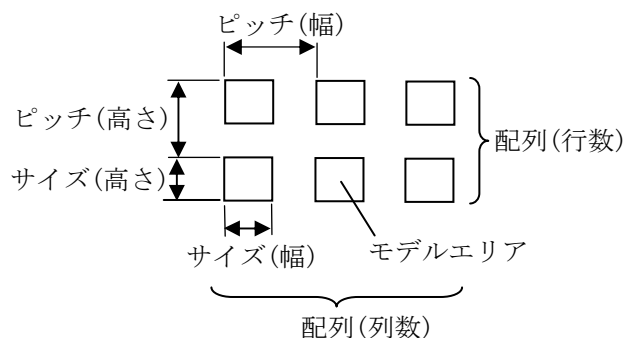 ピッチ(幅)
ピッチ(高さ)
配列(行数)
サイズ(高さ)
サイズ(幅)
モデルエリア
配列(列数)